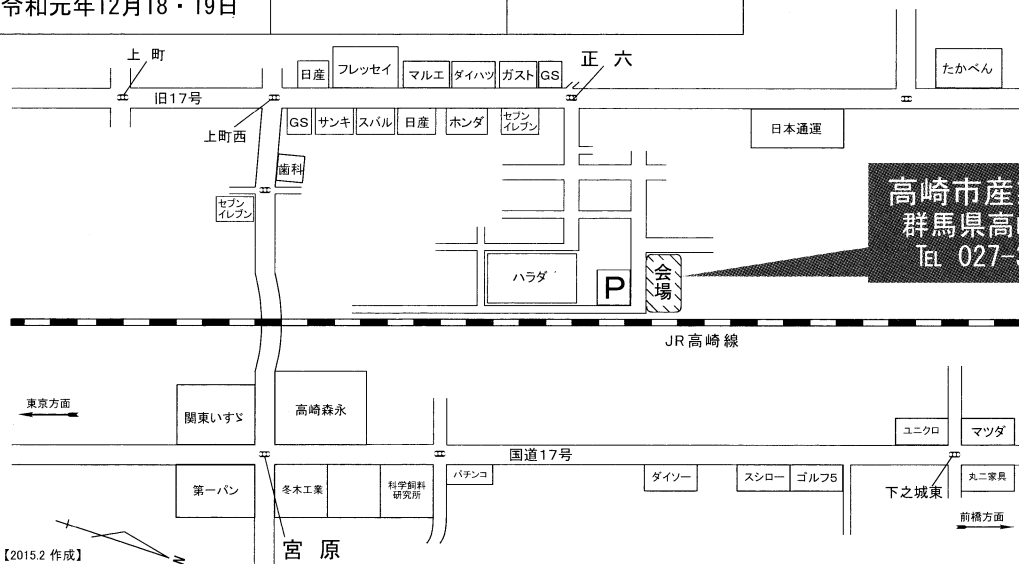 令和元年12月18・19日
上 町
正 六
日産
フレッセイ
マルエ
ダイハツ
ガスト
GS
たかべん
旧17号
上町西
GS
サンキ
スバル
日産
ホンダ
セブン
イレブン
日本通運
歯科
セブン
イレブン
高崎市産
群馬県高
TEL 027-
ハラダ
P
会場
JR高崎線
東京方面
関東いすゞ
高崎森永
ユニクロ
マツダ
国道17号
第一パン
冬木工業
科学飼料
研究所
パチンコ
ダイソー
スシロー
ゴルフ5
下之城東
丸二家具
前橋方面
宮 原
N
【2015.2 作成】